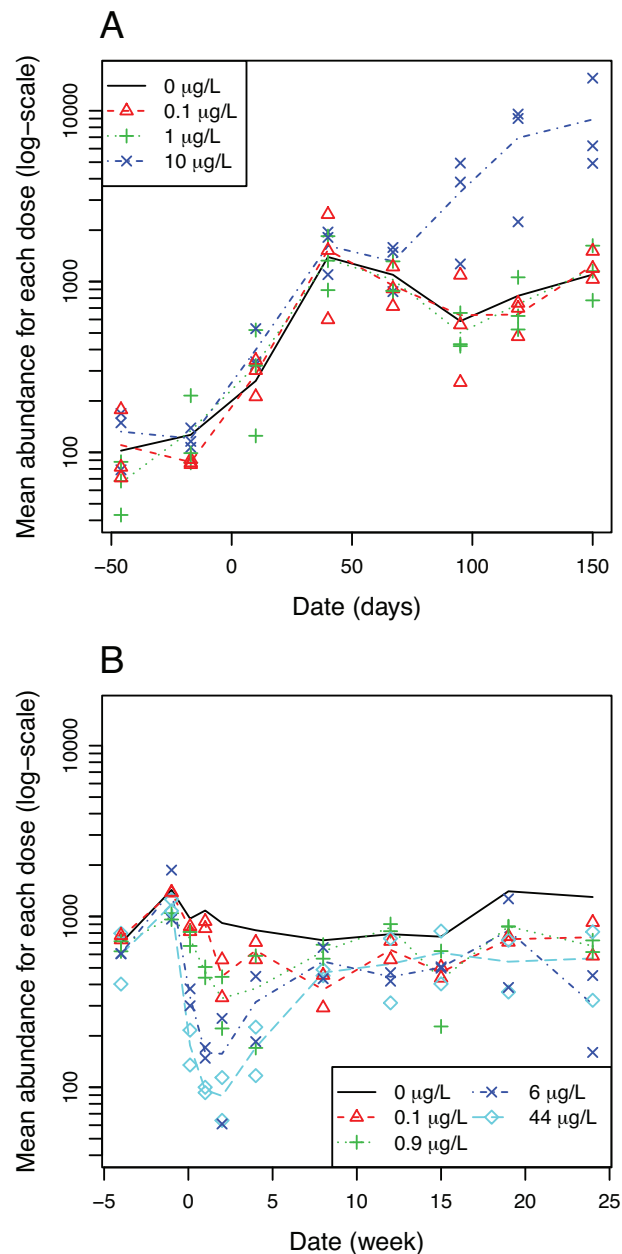 A
Mean abundance for each dose (log–scale)
10000
1000
100
0 μg/L
0.1 μg/L
1 μg/L
10 μg/L
−50 0 50 100 150
Date (days)
B
Mean abundance for each dose (log–scale)
10000
1000
100
0 μg/L
0.1 μg/L
0.9 μg/L
6 μg/L
44 μg/L
−5 0 5 10 15 20 25
Date (week)